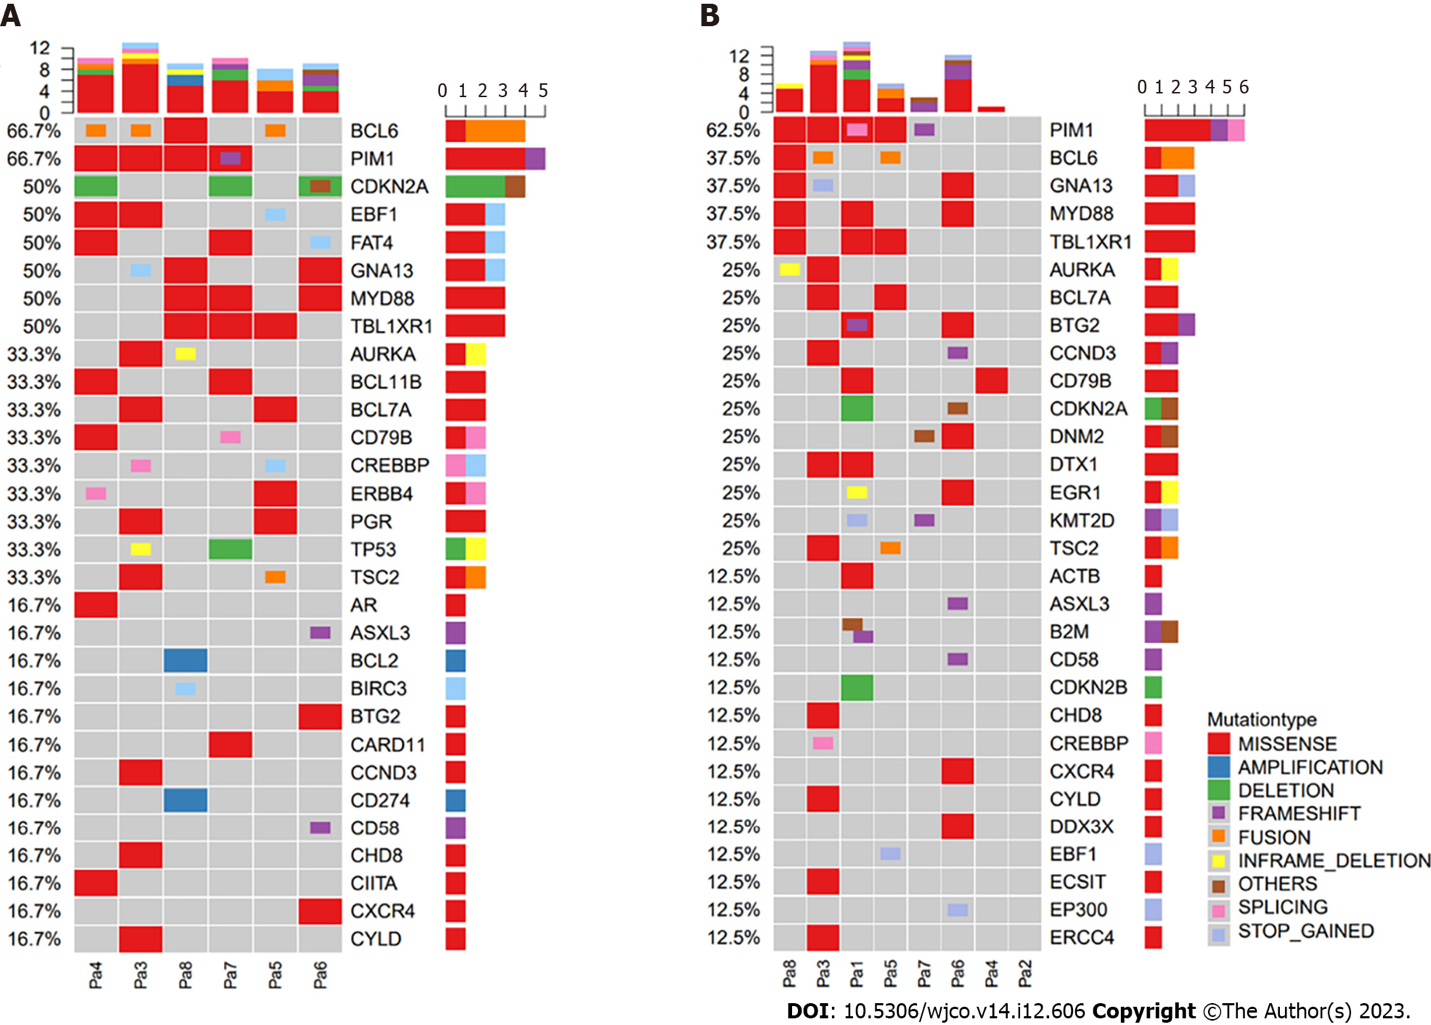 A
12
8
4
0
0 1 2 3 4 5
66.7% BCL6
66.7% PIM1
50% CDKN2A
50% EBF1
50% FAT4
50% GNA13
50% MYD88
50% TBL1XR1
33.3% AURKA
33.3% BCL11B
33.3% BCL7A
33.3% CD79B
33.3% CREBBP
33.3% ERBB4
33.3% PGR
33.3% TP53
33.3% TSC2
16.7% AR
16.7% ASXL3
16.7% BCL2
16.7% BIRC3
16.7% BTG2
16.7% CARD11
16.7% CCND3
16.7% CD274
16.7% CD58
16.7% CHD8
16.7% CIITA
16.7% CXCR4
16.7% CYLD
Pa4 Pa3 Pa8 Pa7 Pa5 Pa6
B
12
8
4
0
0 1 2 3 4 5 6
62.5% PIM1
37.5% BCL6
37.5% GNA13
37.5% MYD88
37.5% TBL1XR1
25% AURKA
25% BCL7A
25% BTG2
25% CCND3
25% CD79B
25% CDKN2A
25% DNM2
25% DTX1
25% EGR1
25% KMT2D
25% TSC2
12.5% ACTB
12.5% ASXL3
12.5% B2M
12.5% CD58
12.5% CDKN2B
12.5% CHD8
12.5% CREBBP
12.5% CXCR4
12.5% CYLD
12.5% DDX3X
12.5% EBF1
12.5% ECSIT
12.5% EP300
12.5% ERCC4
Pa8 Pa3 Pa1 Pa5 Pa7 Pa6 Pa4 Pa2
Mutationtype
MISSENSE
AMPLIFICATION
DELETION
FRAMESHIFT
FUSION
INFRAME_DELETION
OTHERS
SPLICING
STOP_GAINED
DOI: 10.5306/wjco.v14.i12.606 Copyright ©The Author(s) 2023.